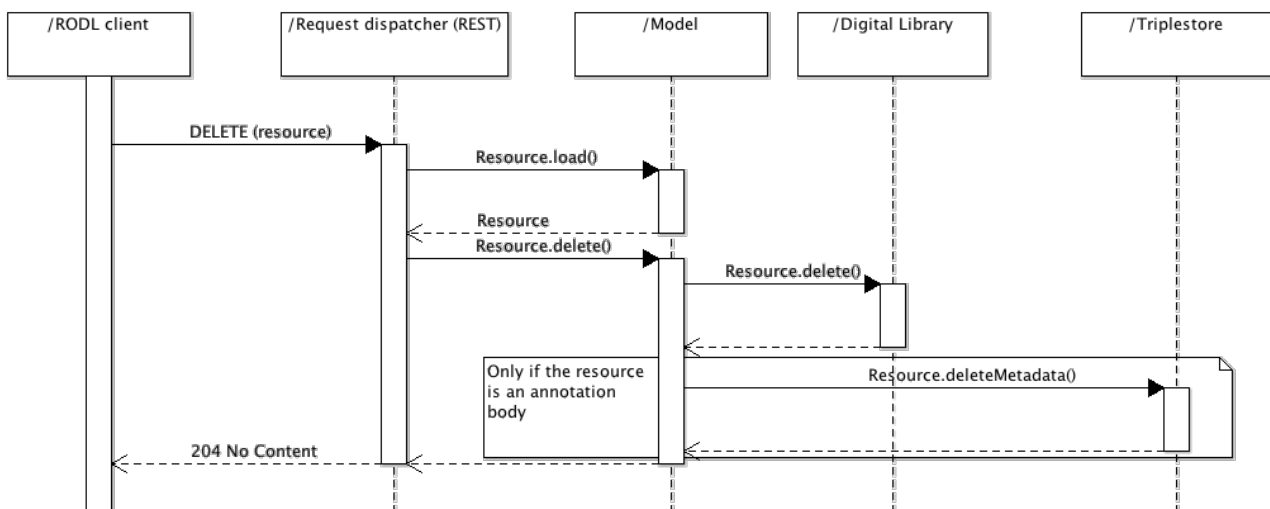 /RODL client
/Request dispatcher (REST)
/Model
/Digital Library
/Triplestore
DELETE (resource)
Resource.load()
Resource
Resource.delete()
Resource.delete()
Only if the resource
is an annotation
body
Resource.deleteMetadata()
204 No Content